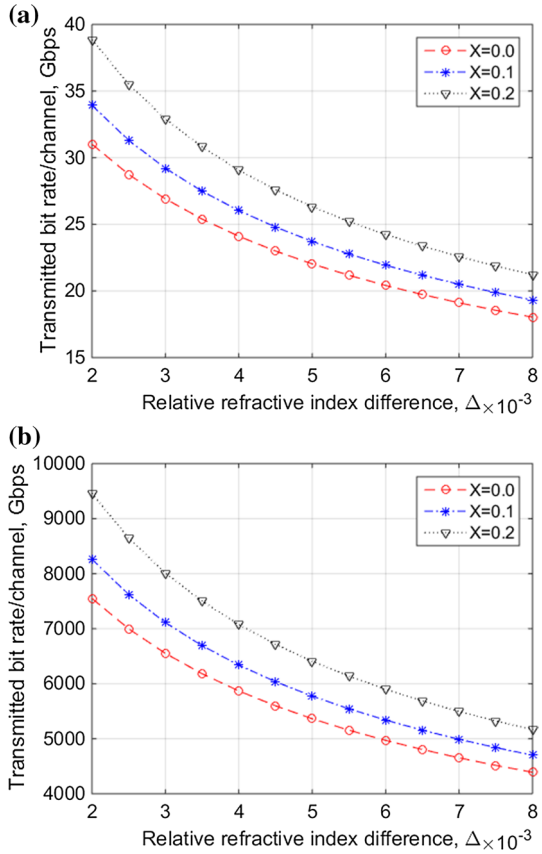 (a)
Transmitted bit rate/channel, Gbps
40
35
30
25
20
15
X=0.0
X=0.1
X=0.2
2 3 4 5 6 7 8
Relative refractive index difference, Δ×10⁻³
(b)
Transmitted bit rate/channel, Gbps
10000
9000
8000
7000
6000
5000
4000
X=0.0
X=0.1
X=0.2
2 3 4 5 6 7 8
Relative refractive index difference, Δ×10⁻³